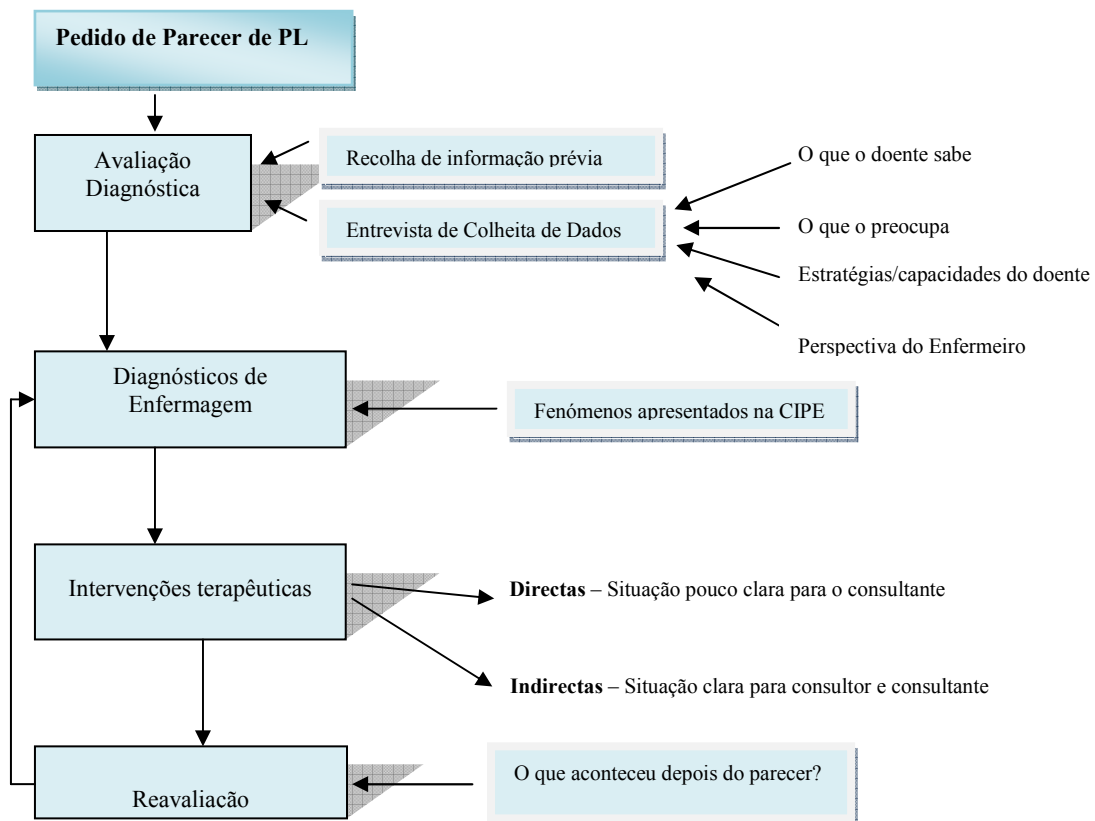 Pedido de Parecer de PL
Avaliação
Diagnóstica
Recolha de informação prévia
Entrevista de Colheita de Dados
O que o doente sabe
O que o preocupa
Estratégias/capacidades do doente
Perspectiva do Enfermeiro
Diagnósticos de
Enfermagem
Fenómenos apresentados na CIPE
Intervenções terapêuticas
Directas – Situação pouco clara para o consultante
Indirectas – Situação clara para consultor e consultante
Reavaliação
O que aconteceu depois do parecer?